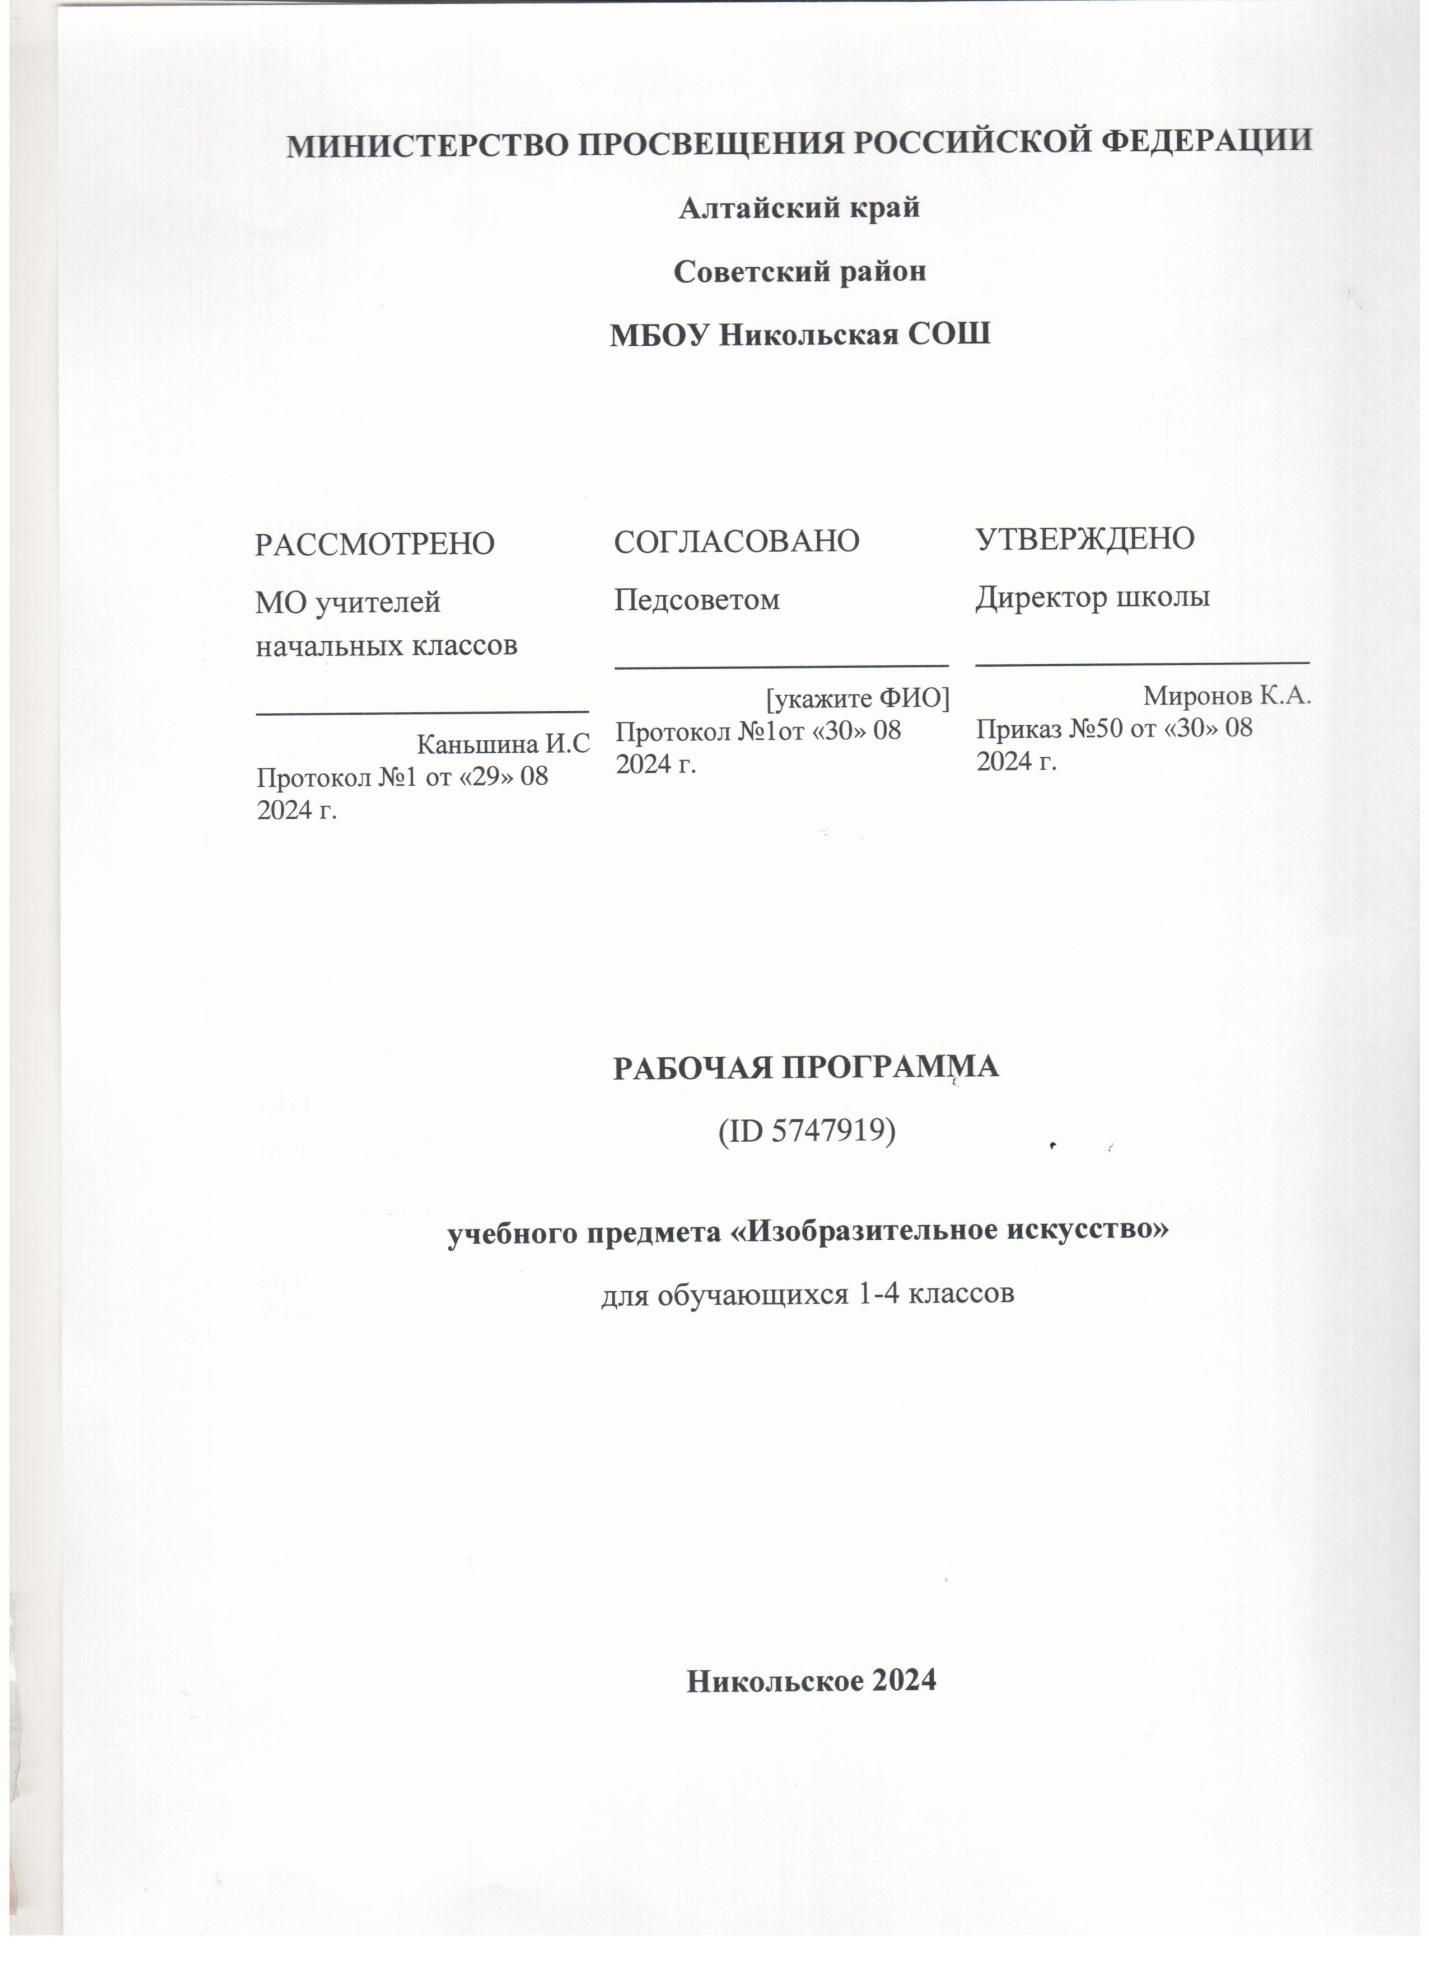 МИНИСТЕРСТВО ПРОСВЕЩЕНИЯ РОССИЙСКОЙ ФЕДЕРАЦИИ
Алтайский край
Советский район
МБОУ Никольская СОШ
РАССМОТРЕНО
МО учителей
начальных классов
Каньшина И.С
Протокол №1 от «29» 08
2024 г.
СОГЛАСОВАНО
Педсоветом
[укажите ФИО]
Протокол №1от «30» 08
2024 г.
УТВЕРЖДЕНО
Директор школы
Миронов К.А.
Приказ №50 от «30» 08
2024 г.
РАБОЧАЯ ПРОГРАММА
(ID 5747919)
учебного предмета «Изобразительное искусство»
для обучающихся 1-4 классов
Никольское 2024